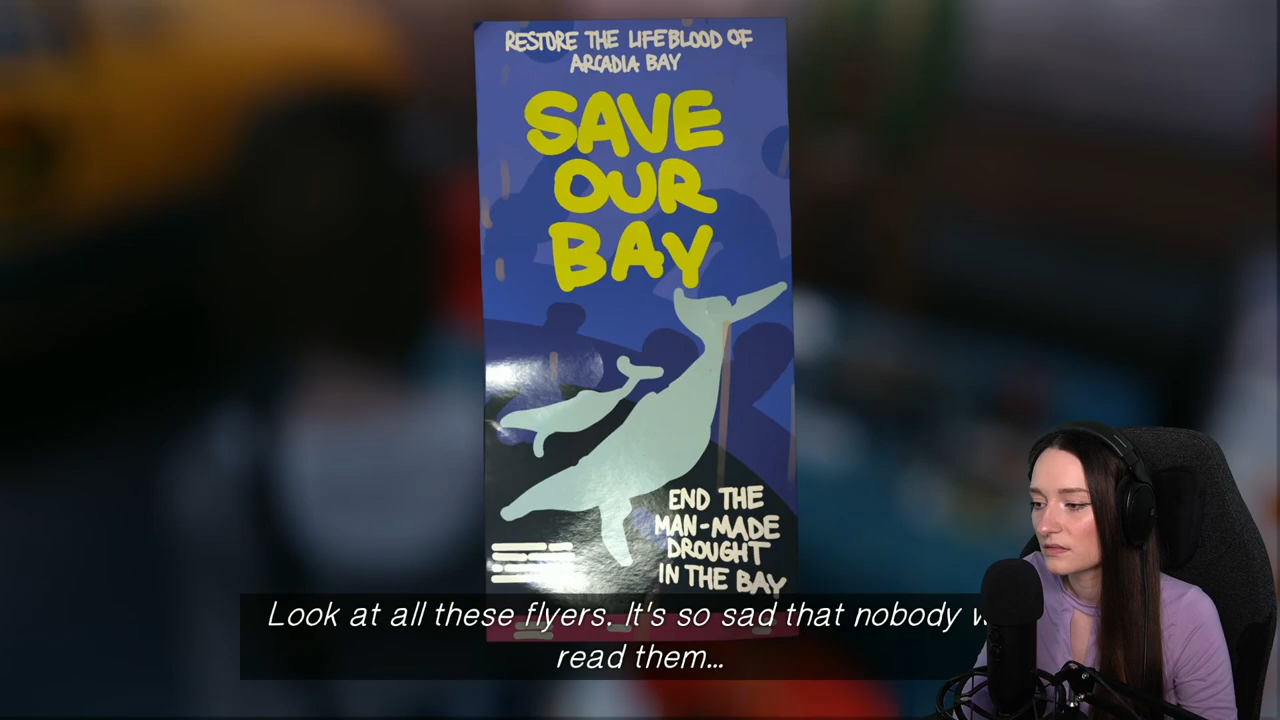 RESTORE THE LIFEBLOOD OF
ARCADIA BAY
SAVE
OUR
BAY
END THE
MAN-MADE
DROUGHT
IN THE BAY
Look at all these flyers. It's so sad that nobody
read them...